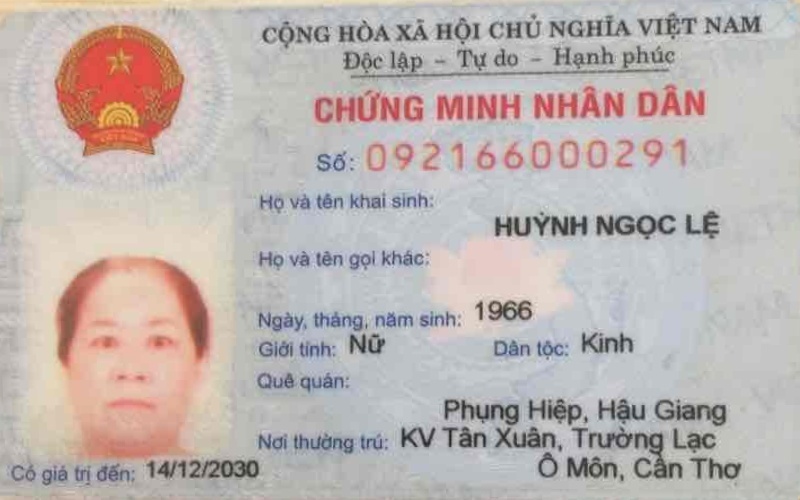 CỘNG HÒA XÃ HỘI CHỦ NGHĨA VIỆT NAM
Độc lập - Tự do - Hạnh phúc
CHỨNG MINH NHÂN DÂN
Số: 092166000291
Họ và tên khai sinh:
HUỲNH NGỌC LỆ
Họ và tên gọi khác:
Ngày, tháng, năm sinh: 1966
Giới tính: Nữ Dân tộc: Kinh
Quê quán:
Phụng Hiệp, Hậu Giang
Nơi thường trú: KV Tân Xuân, Trường Lạc
Ô Môn, Cần Thơ
Có giá trị đến: 14/12/2030